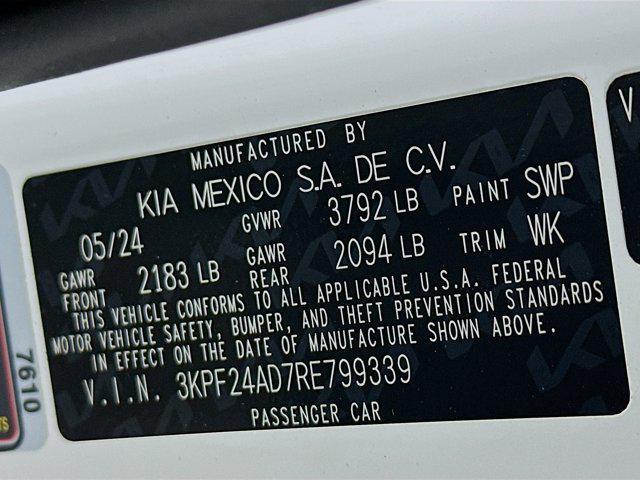 MANUFACTURED BY
KIA MEXICO S.A. DE C.V.
05/24 GVWR 3792 LB PAINT SWP
GAWR FRONT 2183 LB GAWR REAR 2094 LB TRIM WK
THIS VEHICLE CONFORMS TO ALL APPLICABLE U.S.A. FEDERAL
MOTOR VEHICLE SAFETY, BUMPER, AND THEFT PREVENTION STANDARDS
IN EFFECT ON THE DATE OF MANUFACTURE SHOWN ABOVE.
V.I.N. 3KPF24AD7RE799339
PASSENGER CAR
7610
V